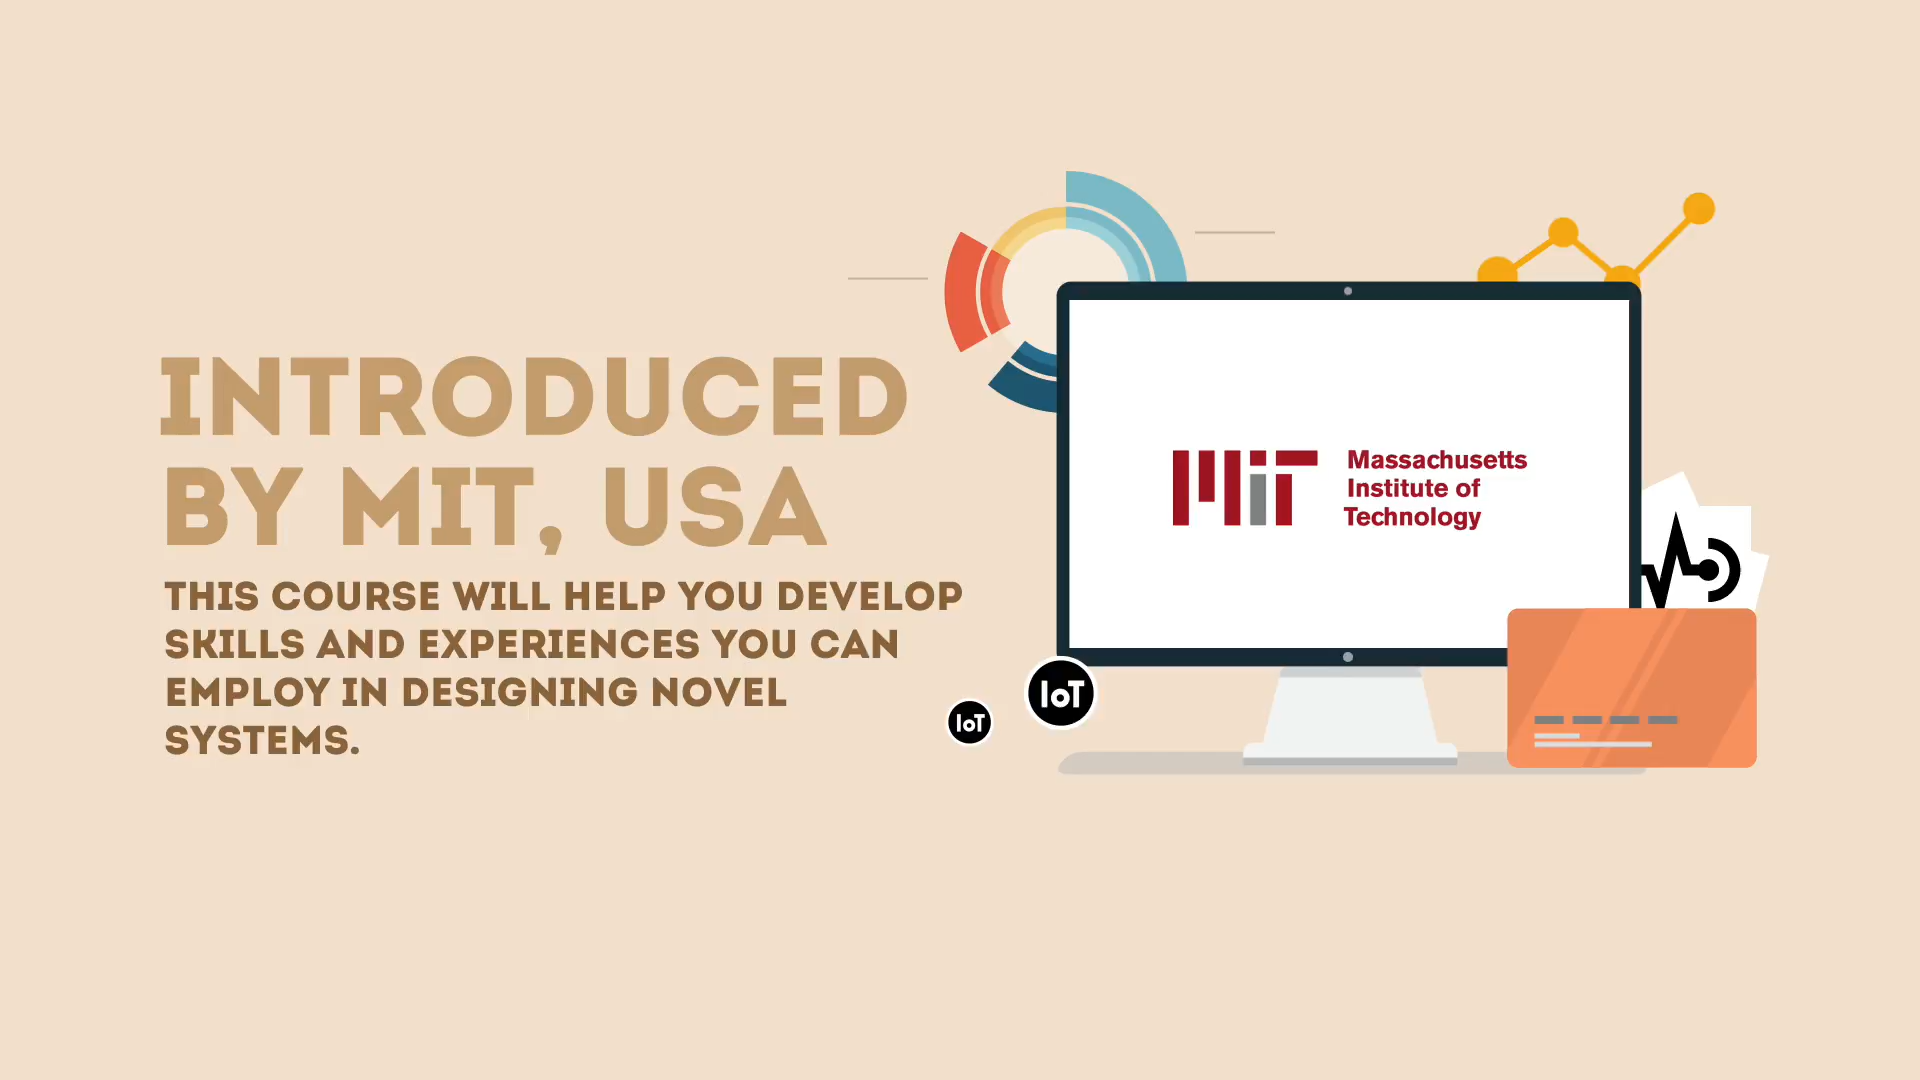 INTRODUCED
BY MIT, USA
THIS COURSE WILL HELP YOU DEVELOP
SKILLS AND EXPERIENCES YOU CAN
EMPLOY IN DESIGNING NOVEL
SYSTEMS.
MIT
Massachusetts
Institute of
Technology
IoT
IoT